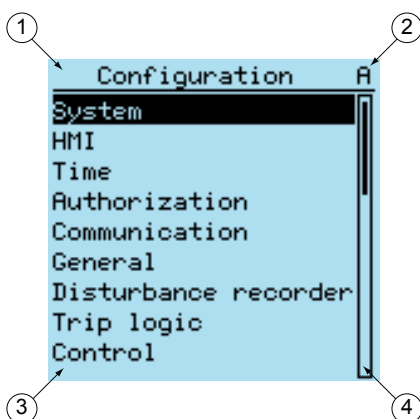 1 2
Configuration A
System
HMI
Time
Authorization
Communication
General
Disturbance recorder
Trip logic
Control
3 4